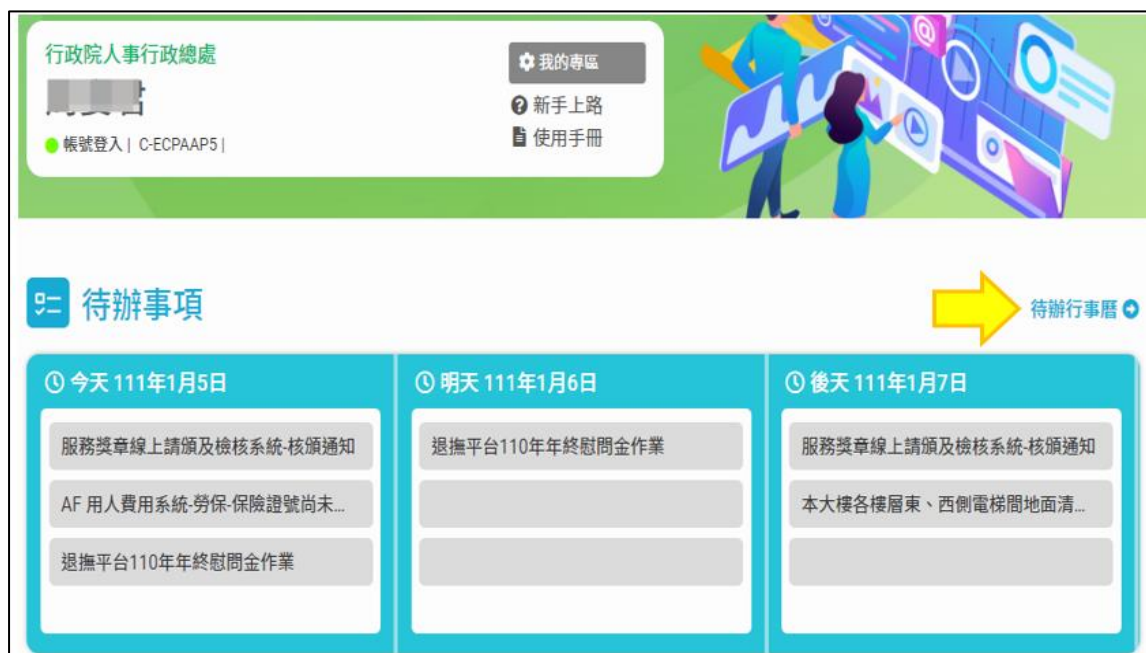 行政院人事行政總處
我的專區
新手上路
帳號登入 | C-ECPAAP5 |
使用手冊
待辦事項
待辦行事曆
今天 111年1月5日
明天 111年1月6日
後天 111年1月7日
服務獎章線上請頒及檢核系統-核頒通知
退撫平台110年年終慰問金作業
服務獎章線上請頒及檢核系統-核頒通知
AF 用人費用系統-勞保-保險證號尚未...
本大樓各樓層東、西側電梯間地面清...
退撫平台110年年終慰問金作業